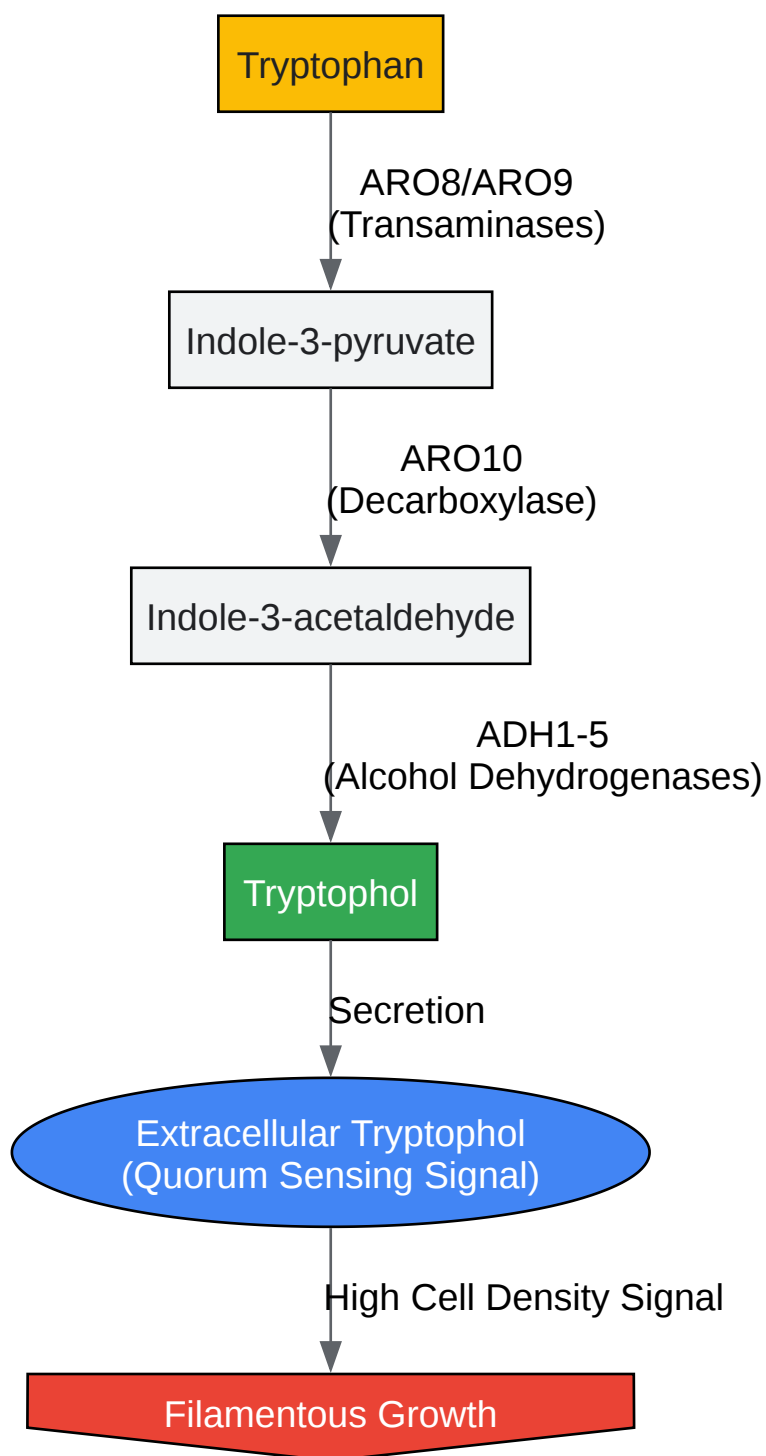 Tryptophan
ARO8/ARO9
(Transaminases)
Indole-3-pyruvate
ARO10
(Decarboxylase)
Indole-3-acetaldehyde
ADH1-5
(Alcohol Dehydrogenases)
Tryptophol
Secretion
Extracellular Tryptophol
(Quorum Sensing Signal)
High Cell Density Signal
Filamentous Growth